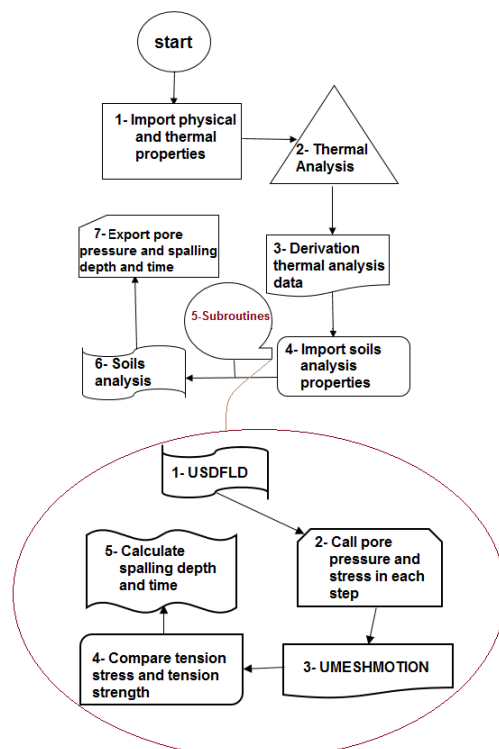 start
1- Import physical
and thermal
properties
2- Thermal
Analysis
3- Derivation
thermal analysis
data
4- Import soils
analysis
properties
5-Subroutines
6- Soils
analysis
7- Export pore
pressure and spalling
depth and time
1- USDFLD
2- Call pore
pressure and
stress in each
step
3- UMESHMOTION
4- Compare tension
stress and tension
strength
5- Calculate
spalling depth
and time